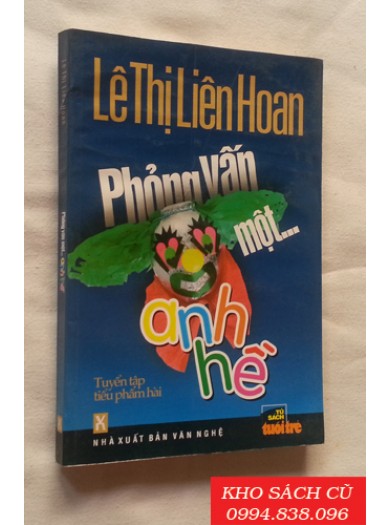 Lê Thị Liên Hoan
Phỏng vấn
một...
anh
hề
Tuyển tập
tiểu phẩm hài
NHÀ XUẤT BẢN VĂN NGHỆ
TỦ
SÁCH
tuổi trẻ
KHO SÁCH CŨ
0994.838.096